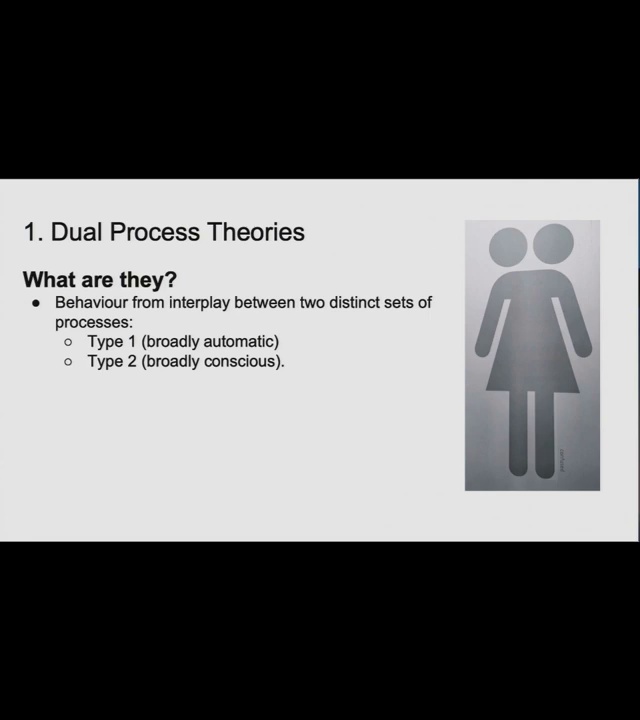 1. Dual Process Theories
What are they?
● Behaviour from interplay between two distinct sets of
processes:
○ Type 1 (broadly automatic)
○ Type 2 (broadly conscious).